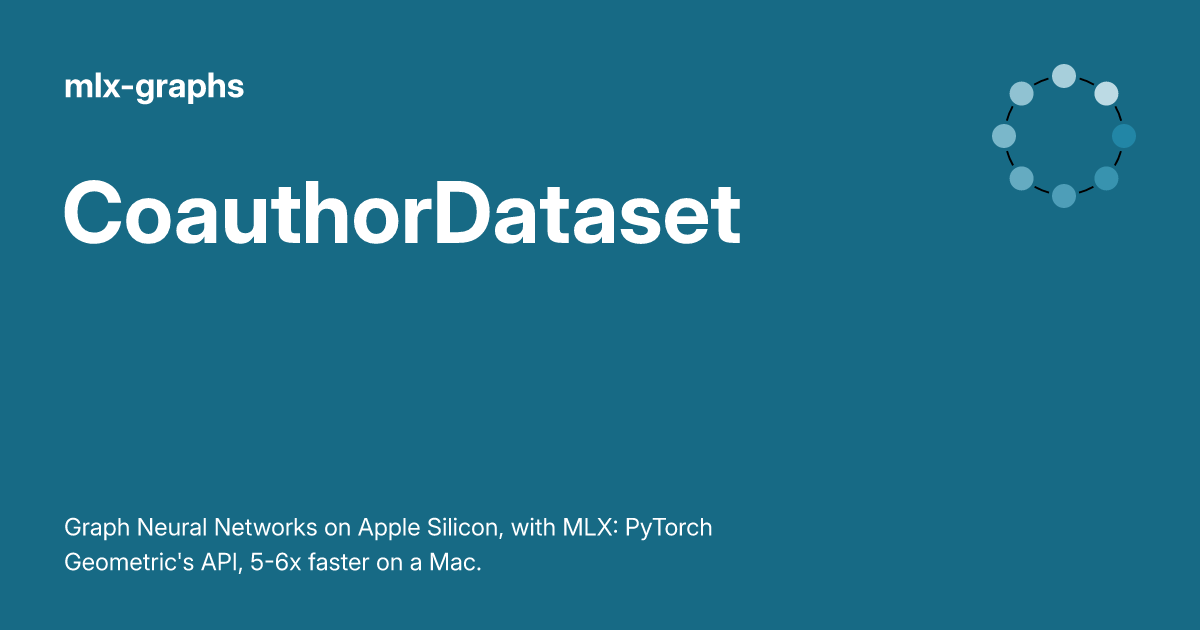 mlx-graphs
CoauthorDataset
Graph Neural Networks on Apple Silicon, with MLX: PyTorch
Geometric's API, 5-6x faster on a Mac.